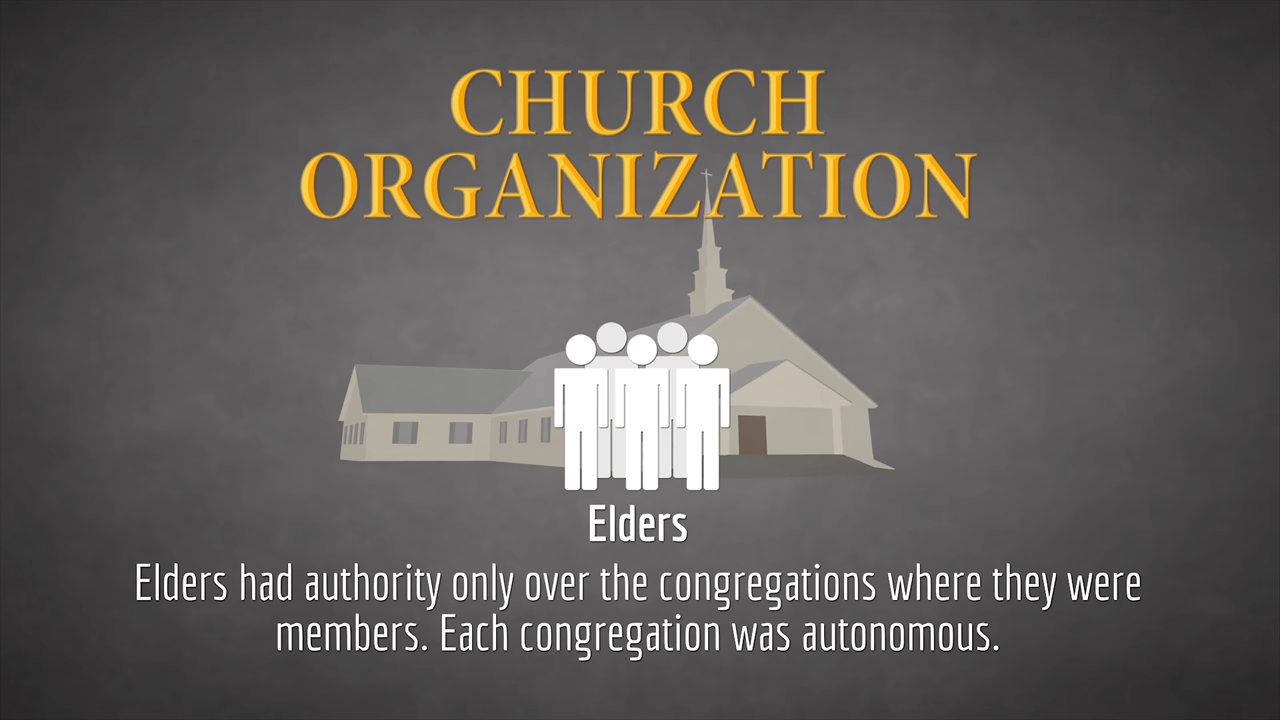 CHURCH
ORGANIZATION
Elders
Elders had authority only over the congregations where they were
members. Each congregation was autonomous.